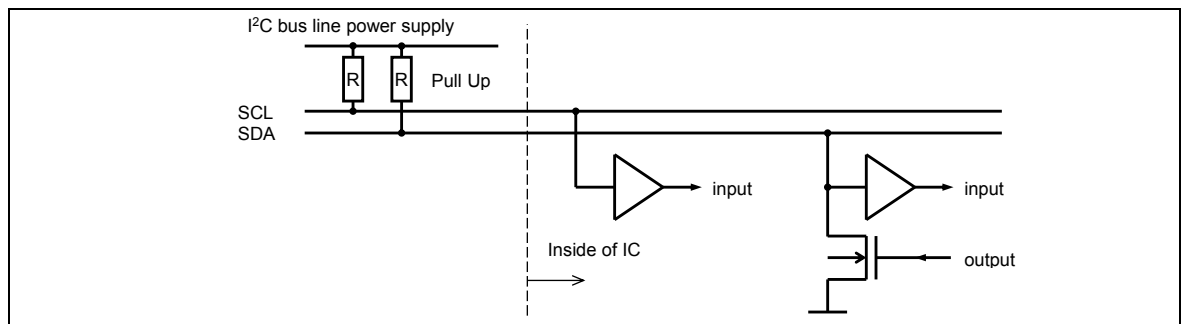 I²C bus line power supply
R R Pull Up
SCL
SDA
input input
Inside of IC
output